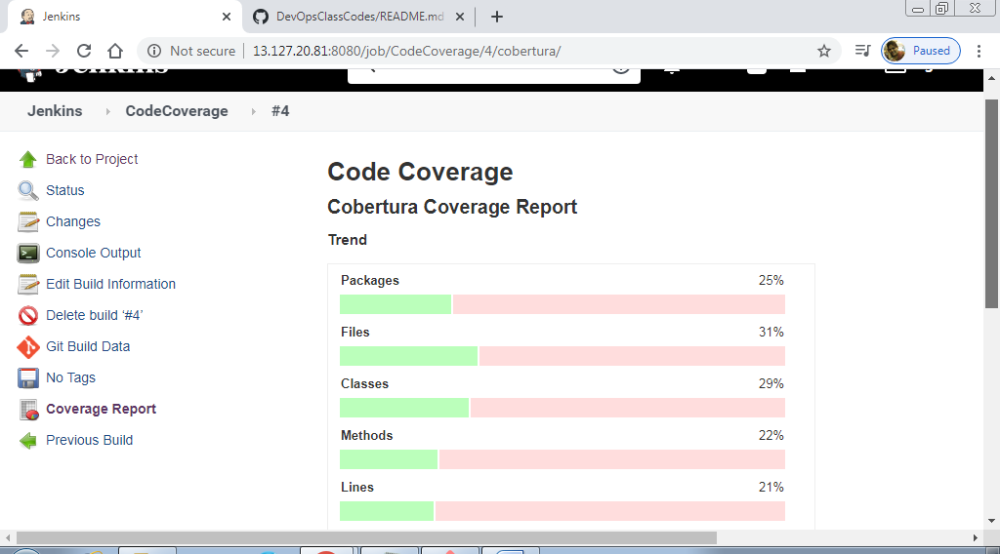 Jenkins
DevOpsClassCodes/README.md
Not secure
13.127.20.81:8080/job/CodeCoverage/4/cobertura/
Paused
Jenkins
Jenkins
CodeCoverage
#4
Back to Project
Status
Changes
Console Output
Edit Build Information
Delete build ‘#4’
Git Build Data
No Tags
Coverage Report
Previous Build
Code Coverage
Cobertura Coverage Report
Trend
Packages 25%
Files 31%
Classes 29%
Methods 22%
Lines 21%